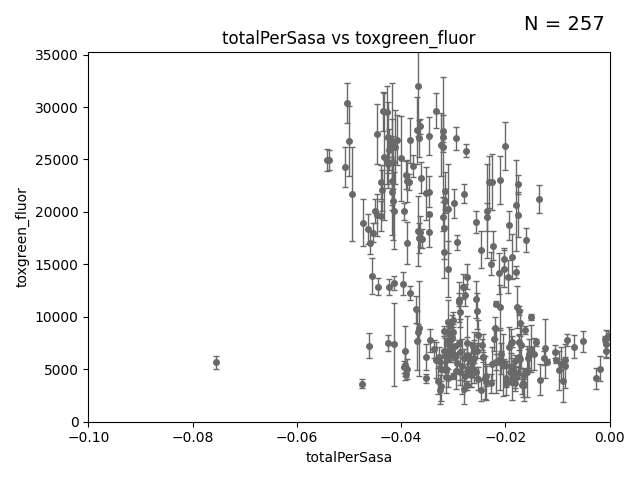 N = 257
totalPerSasa vs toxgreen_fluor
35000
30000
25000
20000
15000
10000
5000
0
toxgreen_fluor
−0.10 −0.08 −0.06 −0.04 −0.02 0.00
totalPerSasa